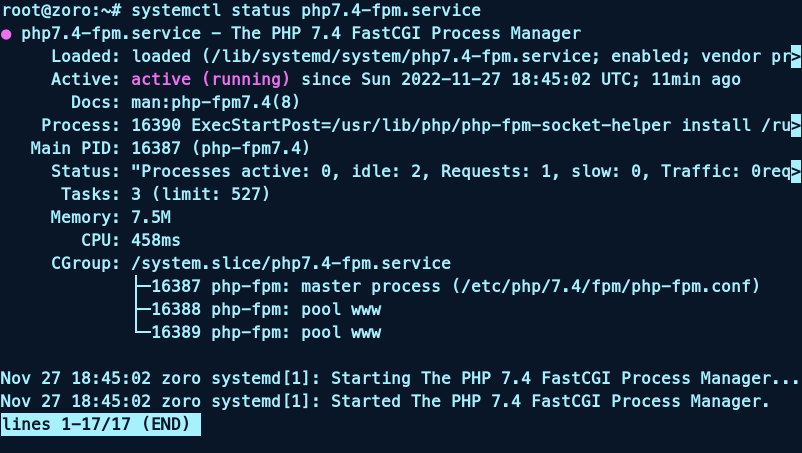 root@zoro:~# systemctl status php7.4-fpm.service
● php7.4-fpm.service - The PHP 7.4 FastCGI Process Manager
     Loaded: loaded (/lib/systemd/system/php7.4-fpm.service; enabled; vendor pr>
     Active: active (running) since Sun 2022-11-27 18:45:02 UTC; 11min ago
       Docs: man:php-fpm7.4(8)
    Process: 16390 ExecStartPost=/usr/lib/php/php-fpm-socket-helper install /ru>
   Main PID: 16387 (php-fpm7.4)
     Status: "Processes active: 0, idle: 2, Requests: 1, slow: 0, Traffic: 0req>
      Tasks: 3 (limit: 527)
     Memory: 7.5M
        CPU: 458ms
     CGroup: /system.slice/php7.4-fpm.service
             ├─16387 php-fpm: master process (/etc/php/7.4/fpm/php-fpm.conf)
             ├─16388 php-fpm: pool www
             └─16389 php-fpm: pool www

Nov 27 18:45:02 zoro systemd[1]: Starting The PHP 7.4 FastCGI Process Manager...
Nov 27 18:45:02 zoro systemd[1]: Started The PHP 7.4 FastCGI Process Manager.
lines 1-17/17 (END)